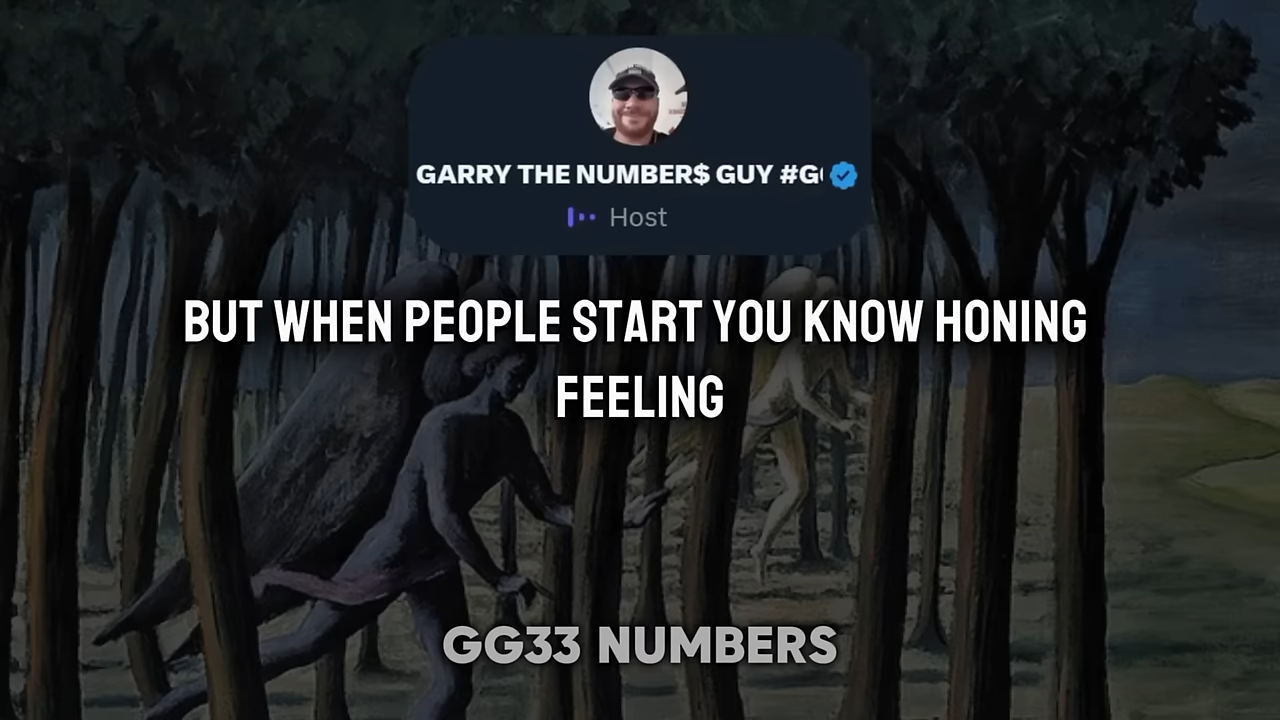 GARRY THE NUMBER$ GUY #G
Host
BUT WHEN PEOPLE START YOU KNOW HONING
FEELING
GG33 NUMBERS